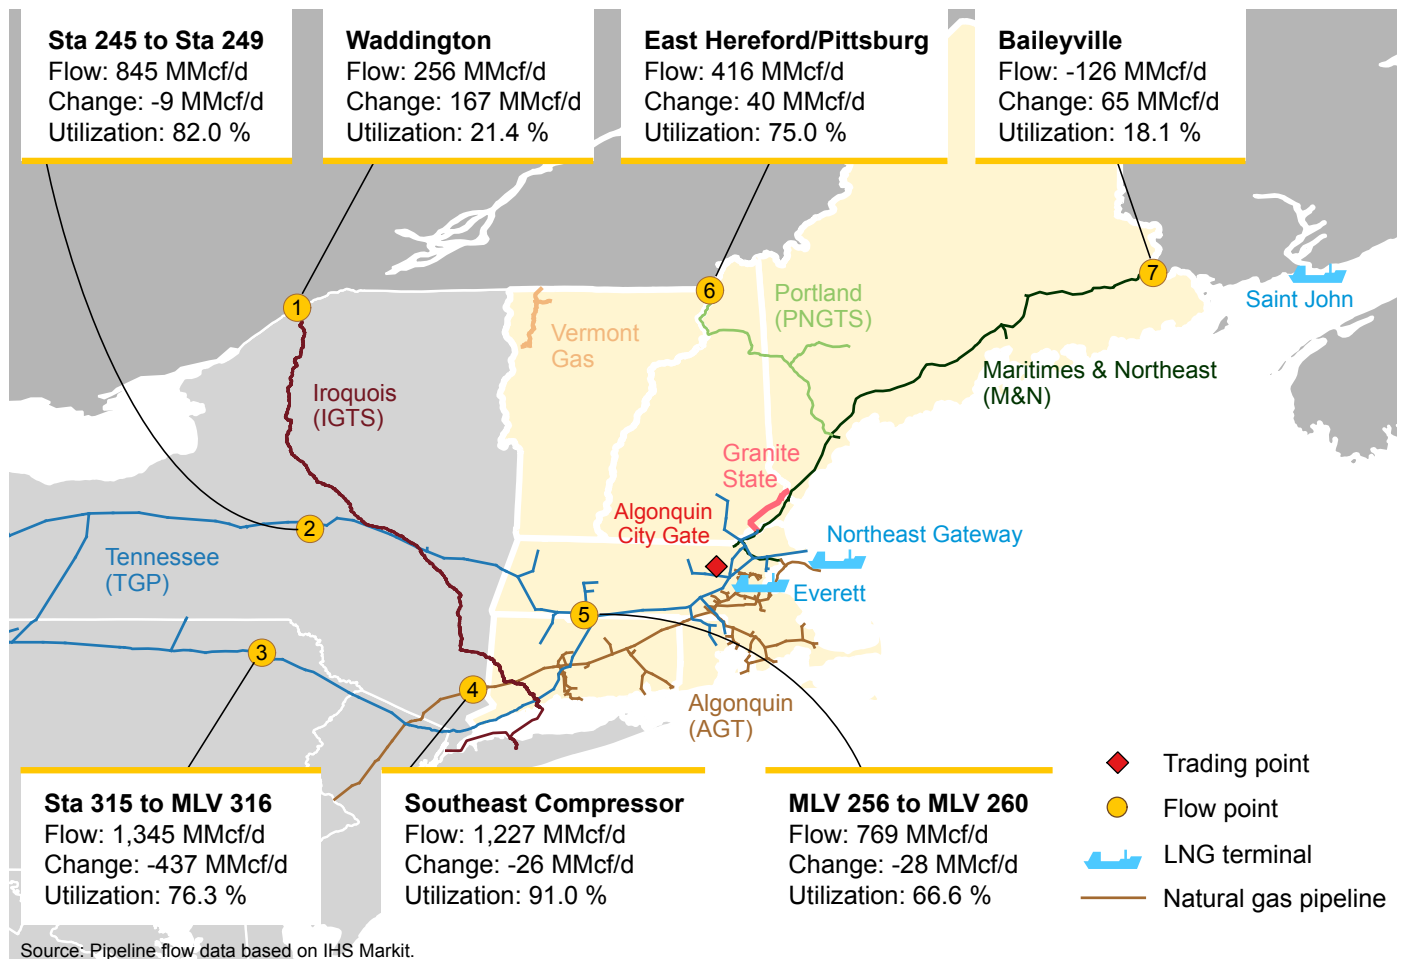 Sta 245 to Sta 249
Flow: 845 MMcf/d
Change: -9 MMcf/d
Utilization: 82.0 %
Waddington
Flow: 256 MMcf/d
Change: 167 MMcf/d
Utilization: 21.4 %
East Hereford/Pittsburg
Flow: 416 MMcf/d
Change: 40 MMcf/d
Utilization: 75.0 %
Baileyville
Flow: -126 MMcf/d
Change: 65 MMcf/d
Utilization: 18.1 %
7
6
1
Saint John
Portland
(PNGTS)
Vermont
Gas
Maritimes & Northeast
(M&N)
Iroquois
(IGTS)
Granite
State
Algonquin
City Gate
2
Northeast Gateway
Tennessee
(TGP)
Everett
5
3
4
Algonquin
(AGT)
Sta 315 to MLV 316
Flow: 1,345 MMcf/d
Change: -437 MMcf/d
Utilization: 76.3 %
Southeast Compressor
Flow: 1,227 MMcf/d
Change: -26 MMcf/d
Utilization: 91.0 %
MLV 256 to MLV 260
Flow: 769 MMcf/d
Change: -28 MMcf/d
Utilization: 66.6 %
Trading point
Flow point
LNG terminal
Natural gas pipeline
Source: Pipeline flow data based on IHS Markit.